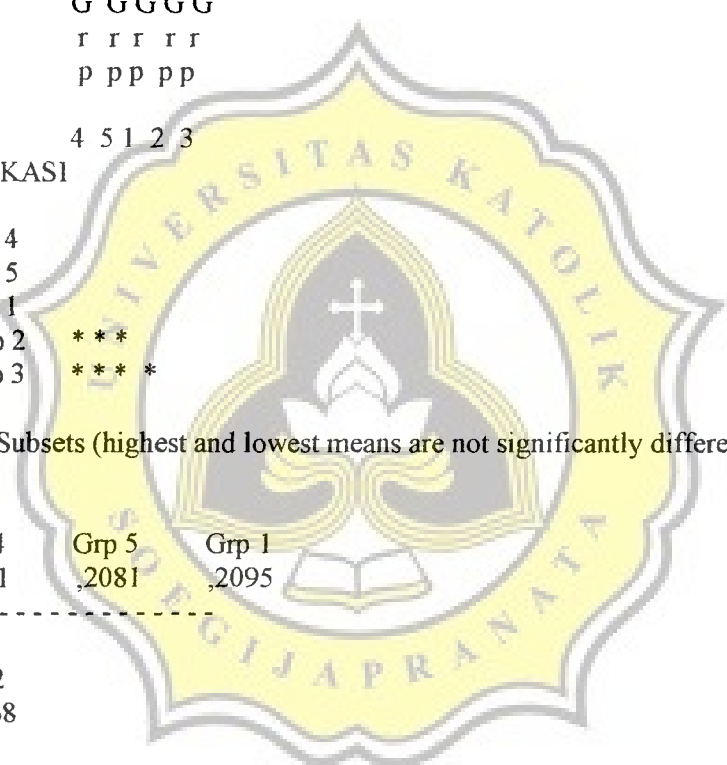 G G G G G
r r r r r
p p p p p
4 5 1 2 3
KASI
4
5
1
2 * * *
3 * * * *
Subsets (highest and lowest means are not significantly differe
4 Grp 5 Grp 1
1 ,2081 ,2095
- - - - - - - - - - - - - - - -
2
58
UNIVERSITAS KATOLIK
SOEGIJAPRANATA